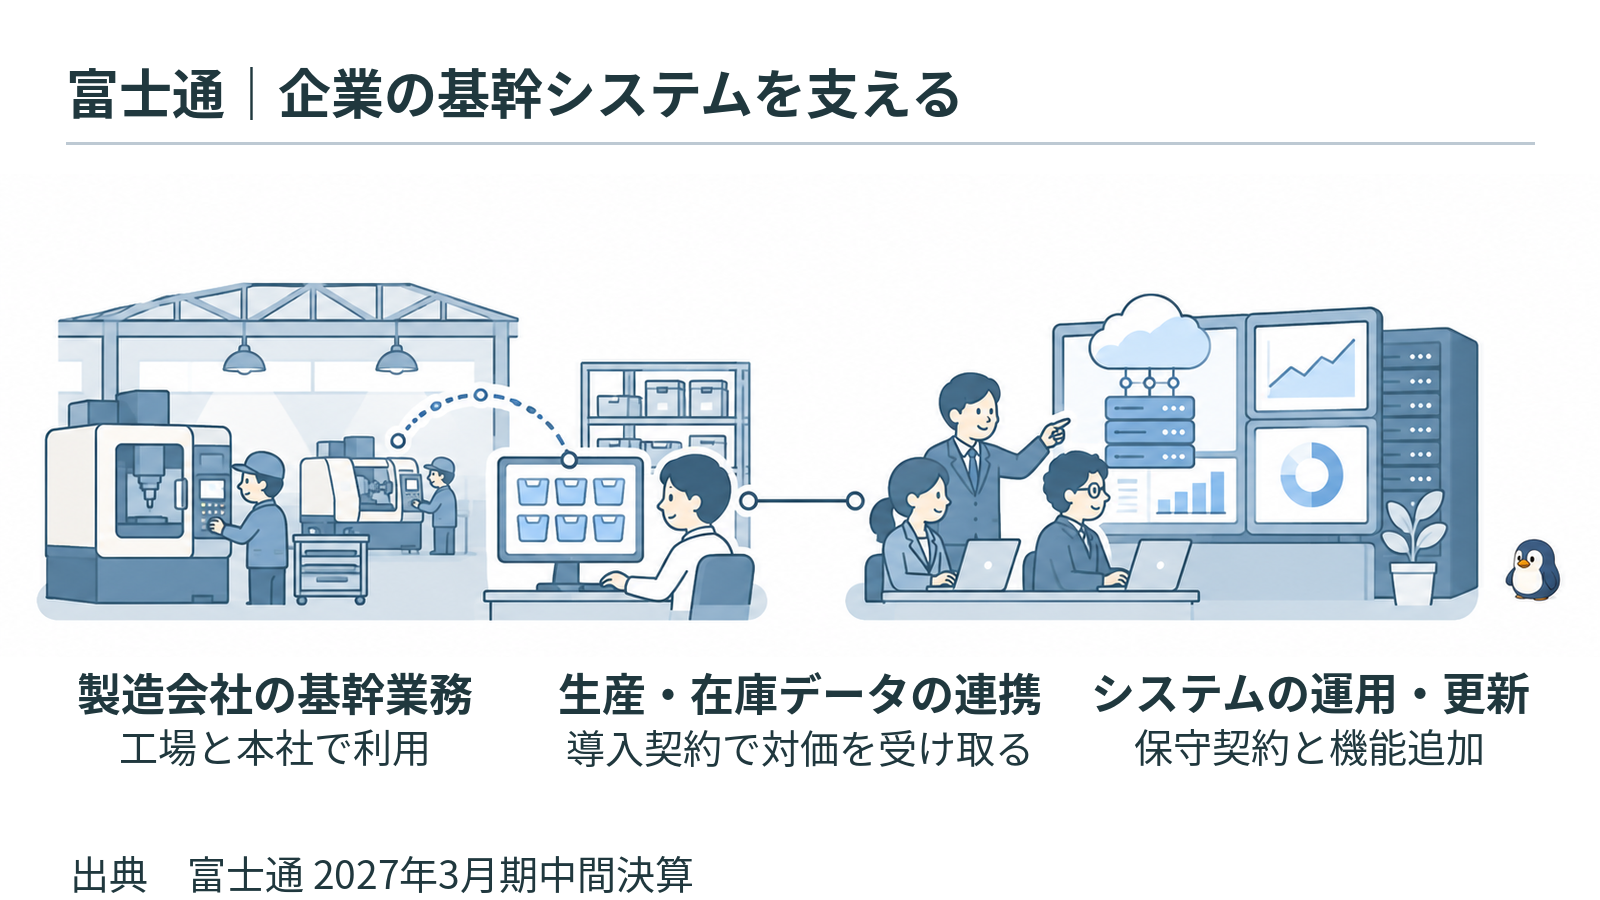 富士通｜企業の基幹システムを支える
製造会社の基幹業務
工場と本社で利用
生産・在庫データの連携
導入契約で対価を受け取る
システムの運用・更新
保守契約と機能追加
出典　富士通 2027年3月期中間決算